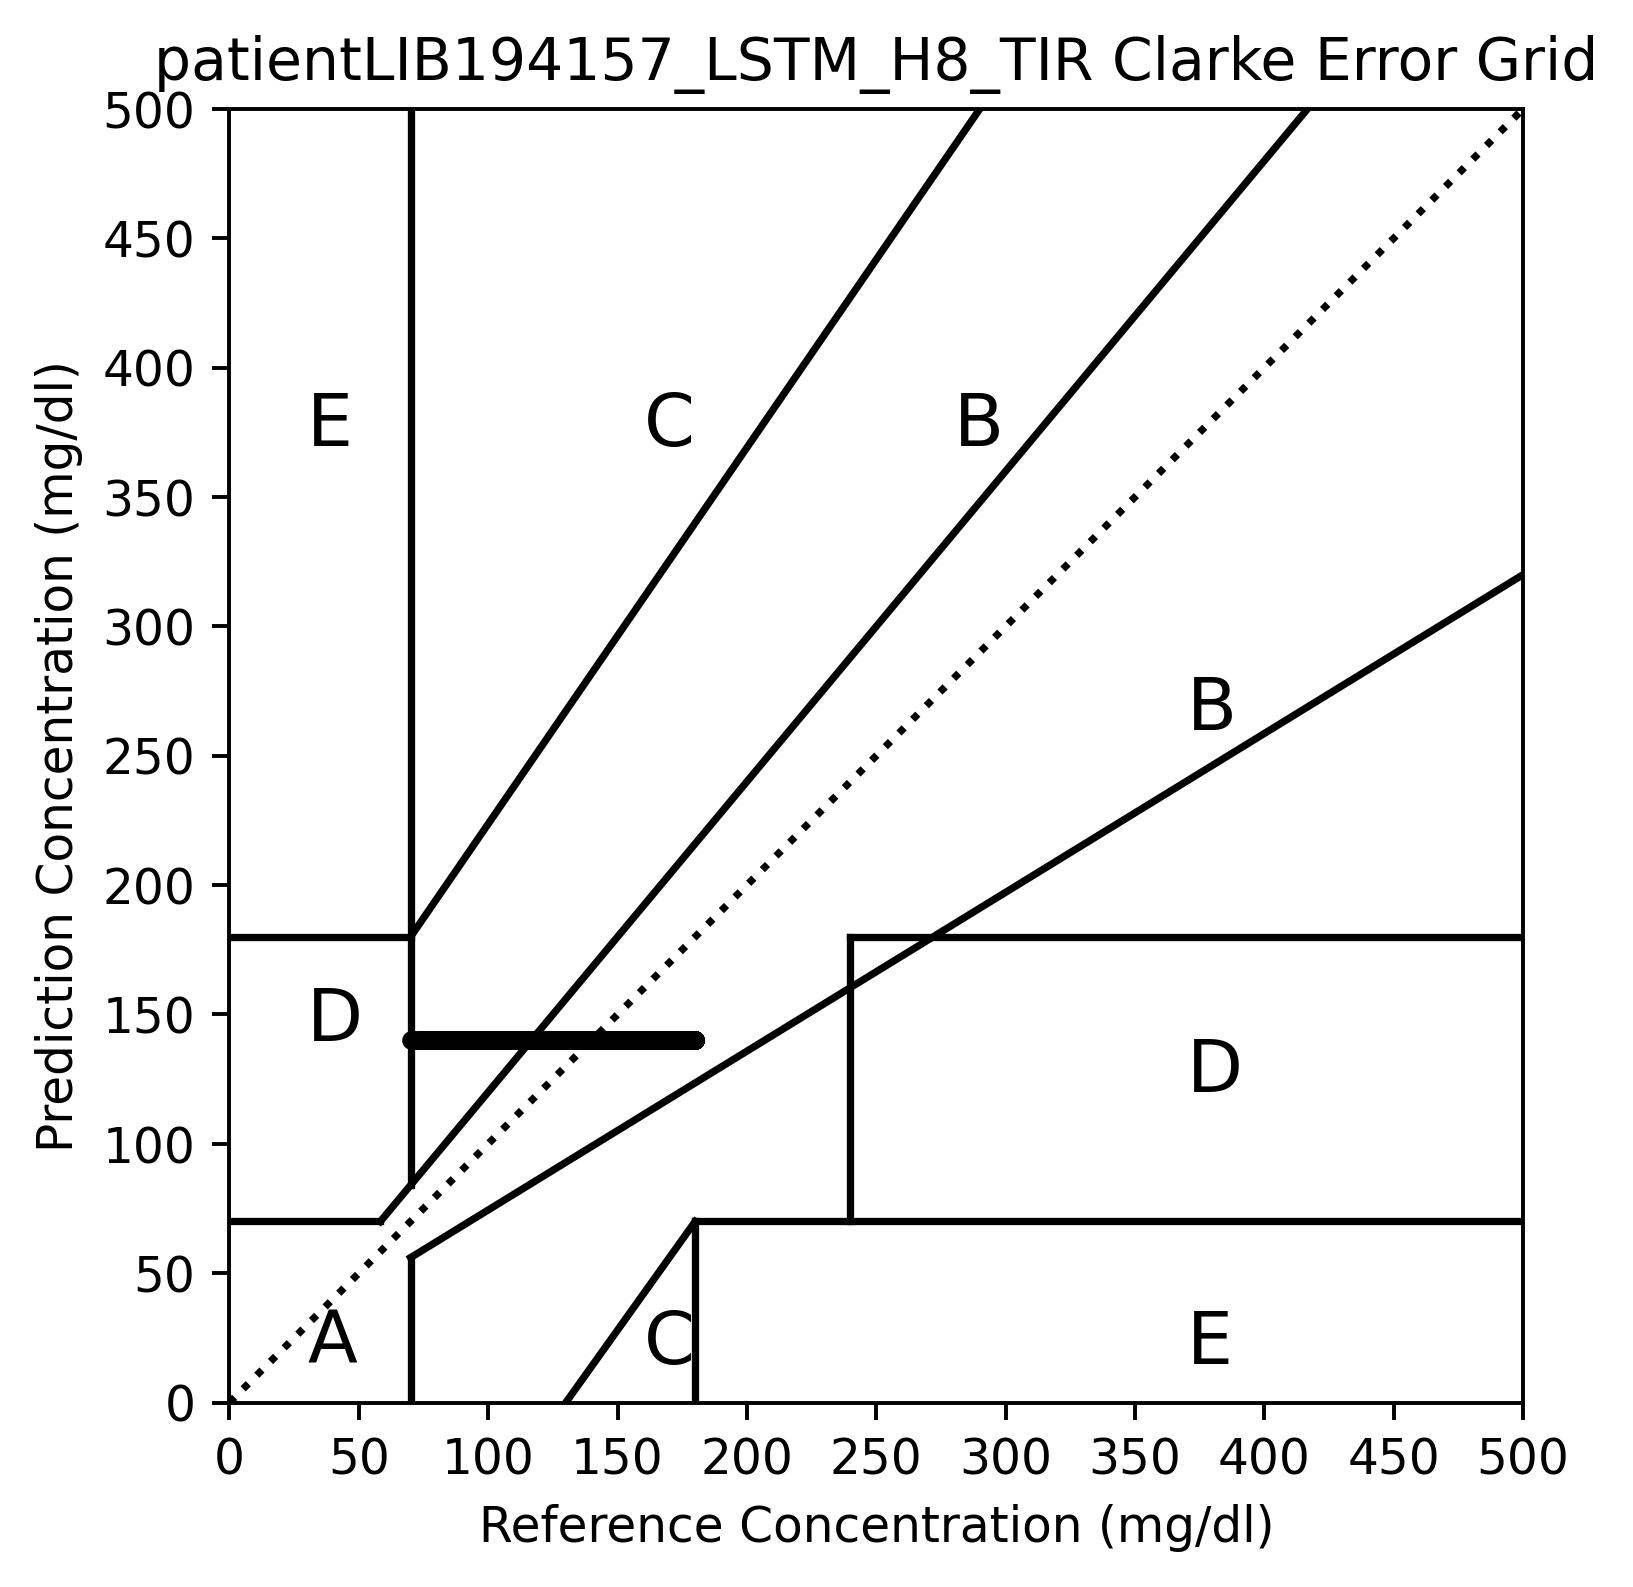 patientLIB194157_LSTM_H8_TIR Clarke Error Grid
500
450
400
350
300
250
200
150
100
50
0
Prediction Concentration (mg/dl)
E
C
B
B
D
D
A
C
E
0 50 100 150 200 250 300 350 400 450 500
Reference Concentration (mg/dl)